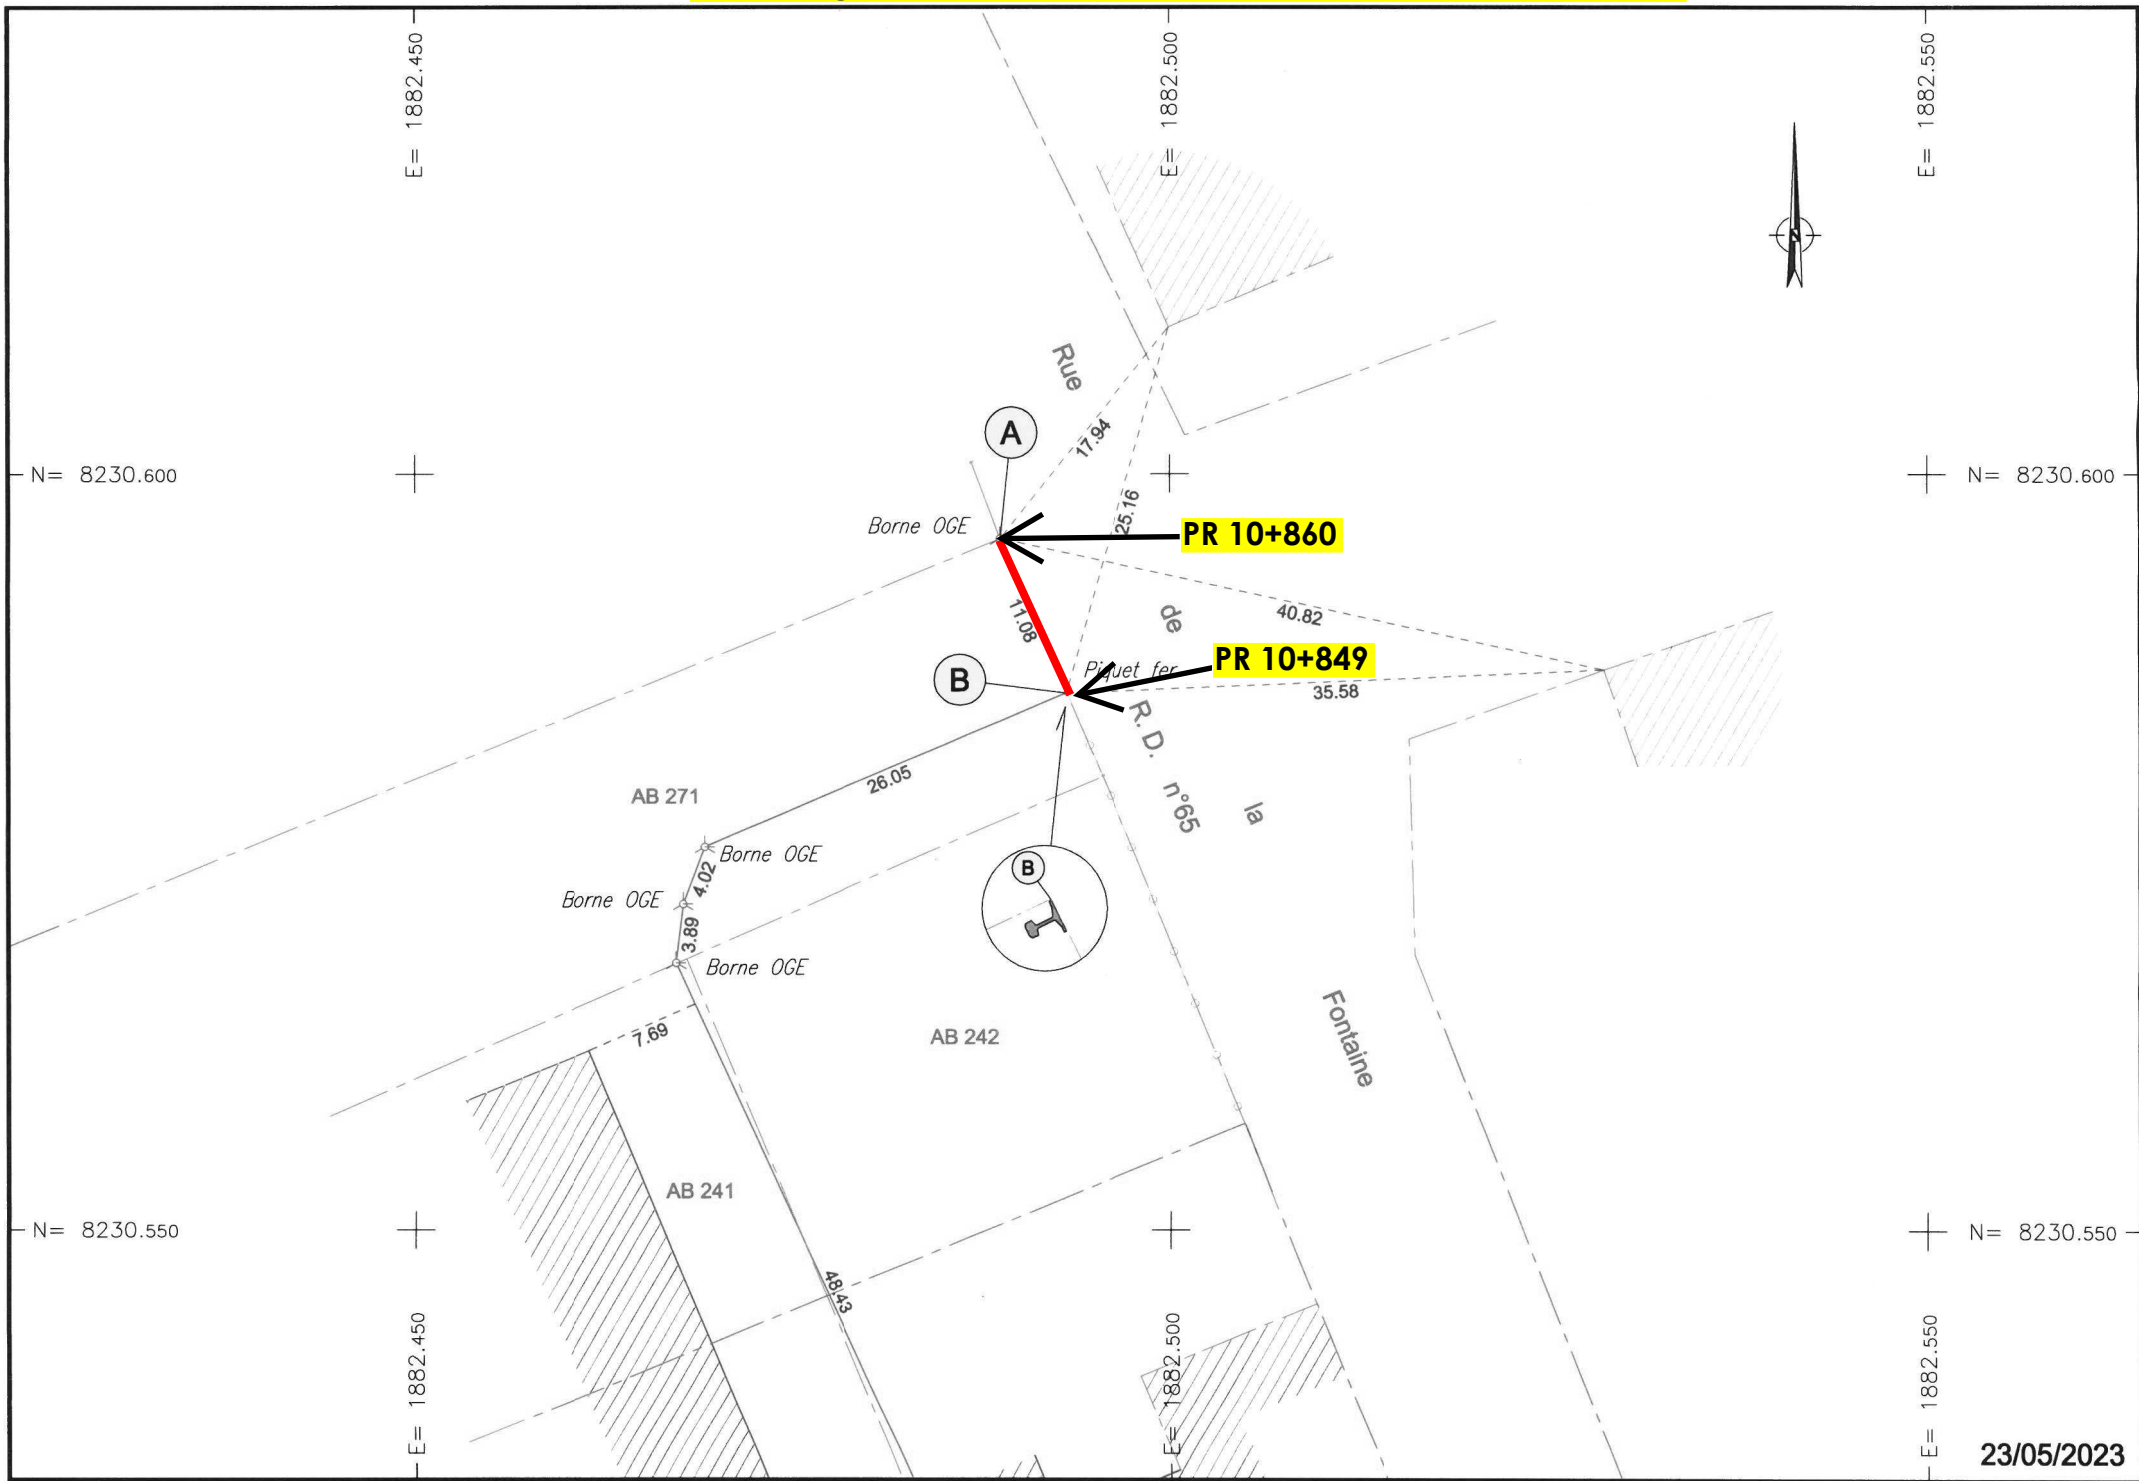 E= 1882.450
E= 1882.500
E= 1882.550
Rue
A
17.94
N= 8230.600
N= 8230.600
25.16
Borne OGE
PR 10+860
11.08
de
40.82
PR 10+849
Piquet fer
B
35.58
R.D. n°65
26.05
AB 271
la
Borne OGE
B
4.02
Borne OGE
3.89
Borne OGE
7.69
AB 242
Fontaine
AB 241
N= 8230.550
N= 8230.550
48.43
E= 1882.450
E= 1882.500
E= 1882.550
23/05/2023